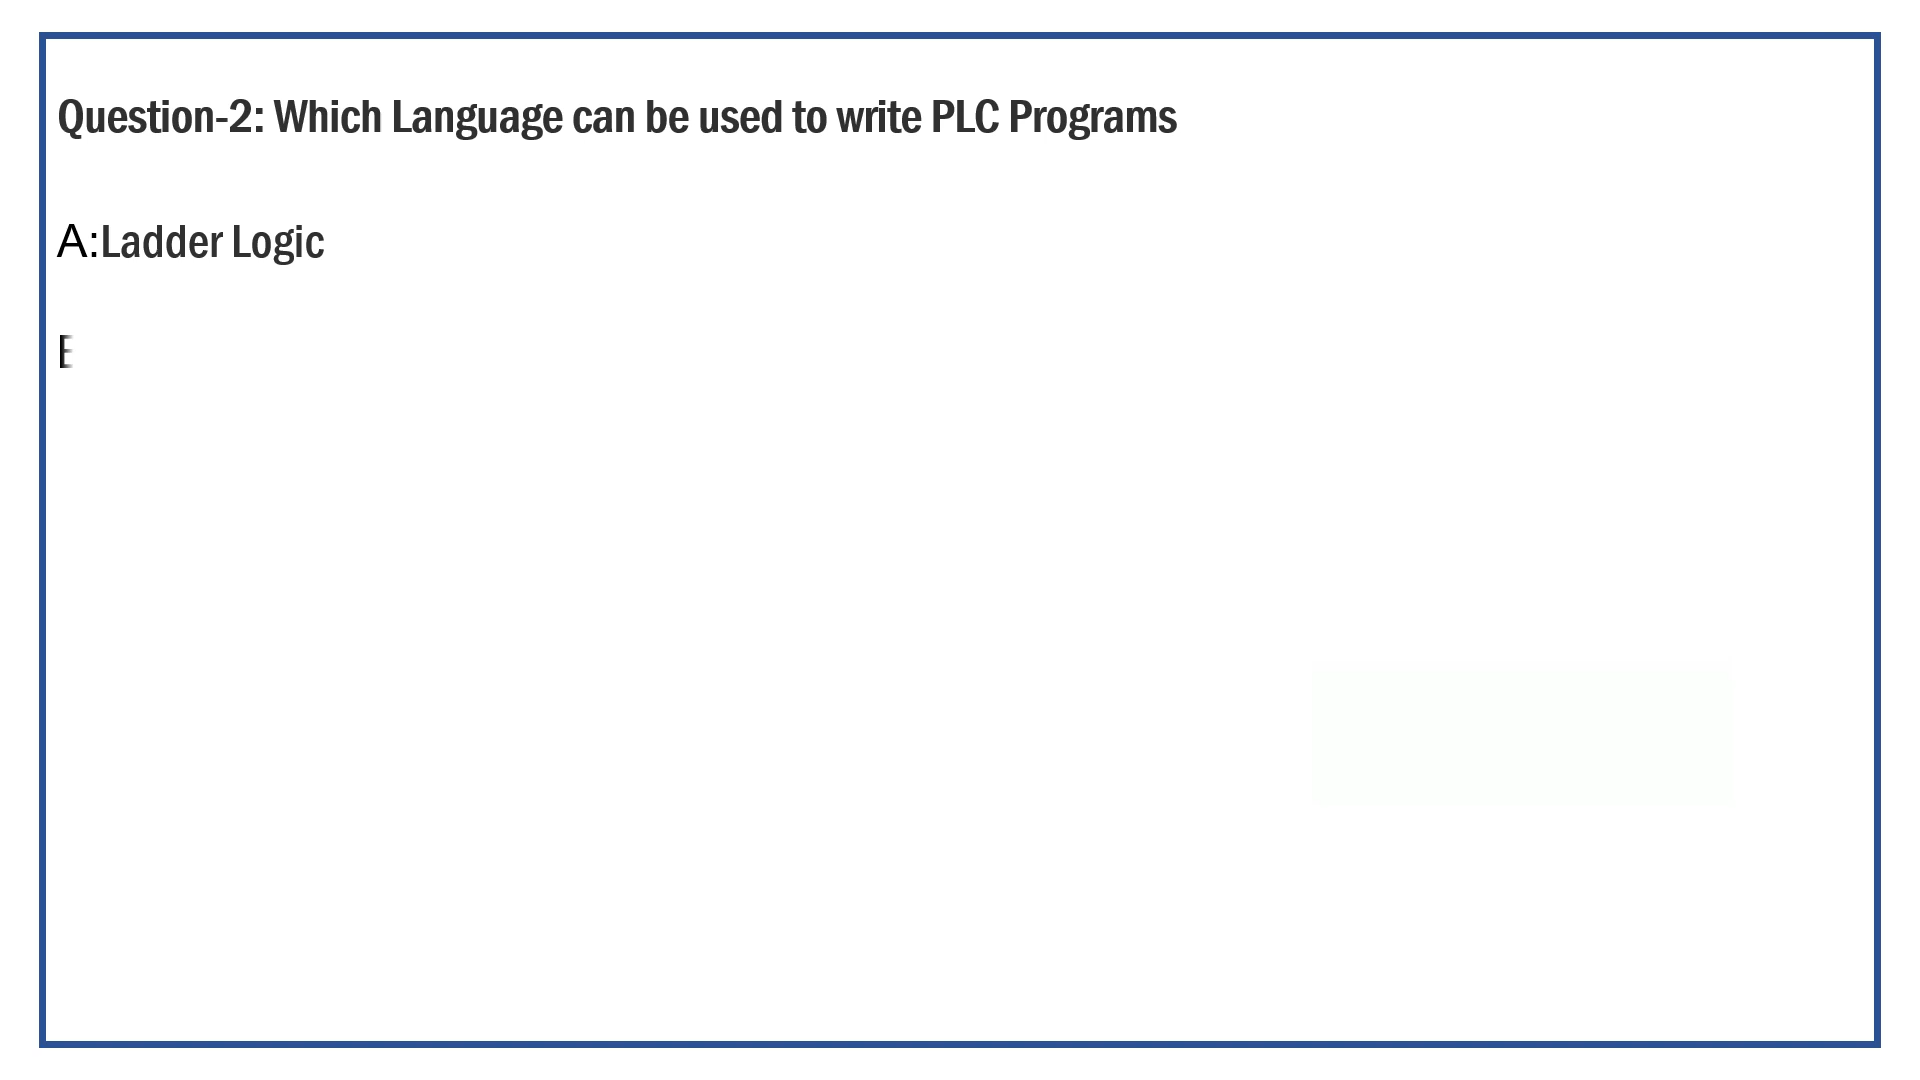 Question-2: Which Language can be used to write PLC Programs
A:Ladder Logic